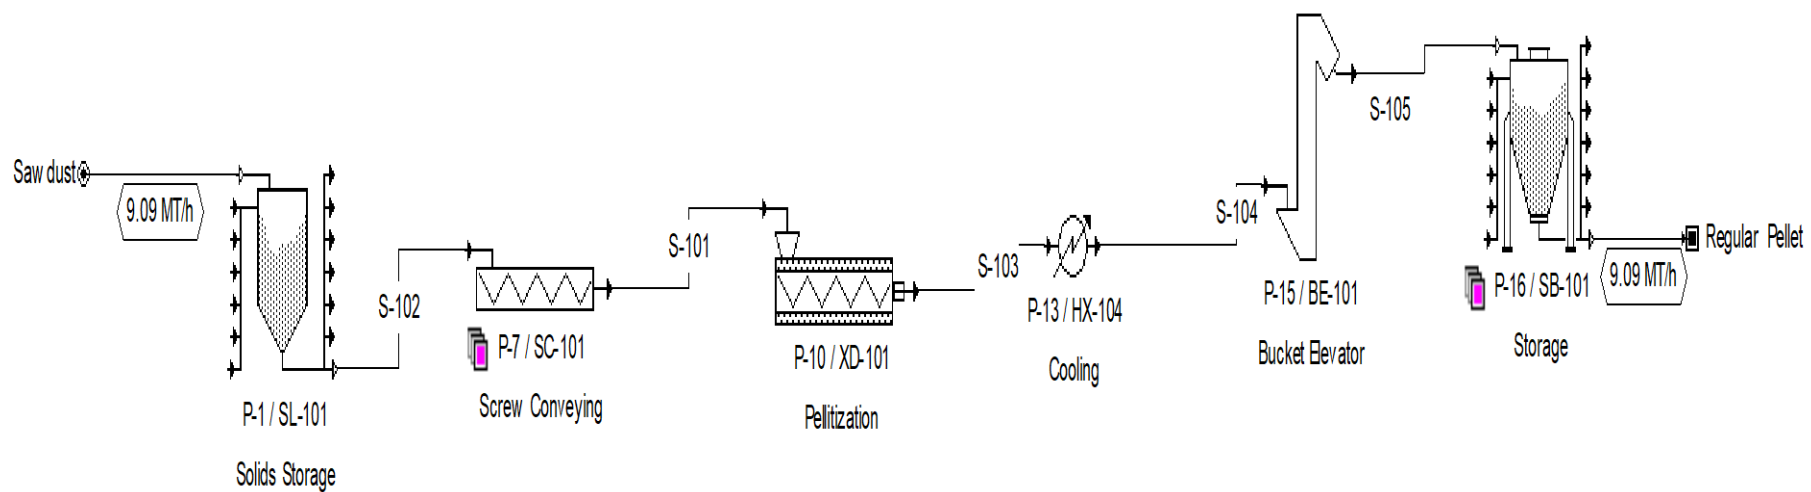 Saw dust
9.09 MT/h
P-1 / SL-101
Solids Storage
S-102
P-7 / SC-101
Screw Conveying
S-101
P-10 / XD-101
Pellitization
S-103
P-13 / HX-104
Cooling
S-104
P-15 / BE-101
Bucket Elevator
S-105
P-16 / SB-101
Storage
Regular Pellet
9.09 MT/h